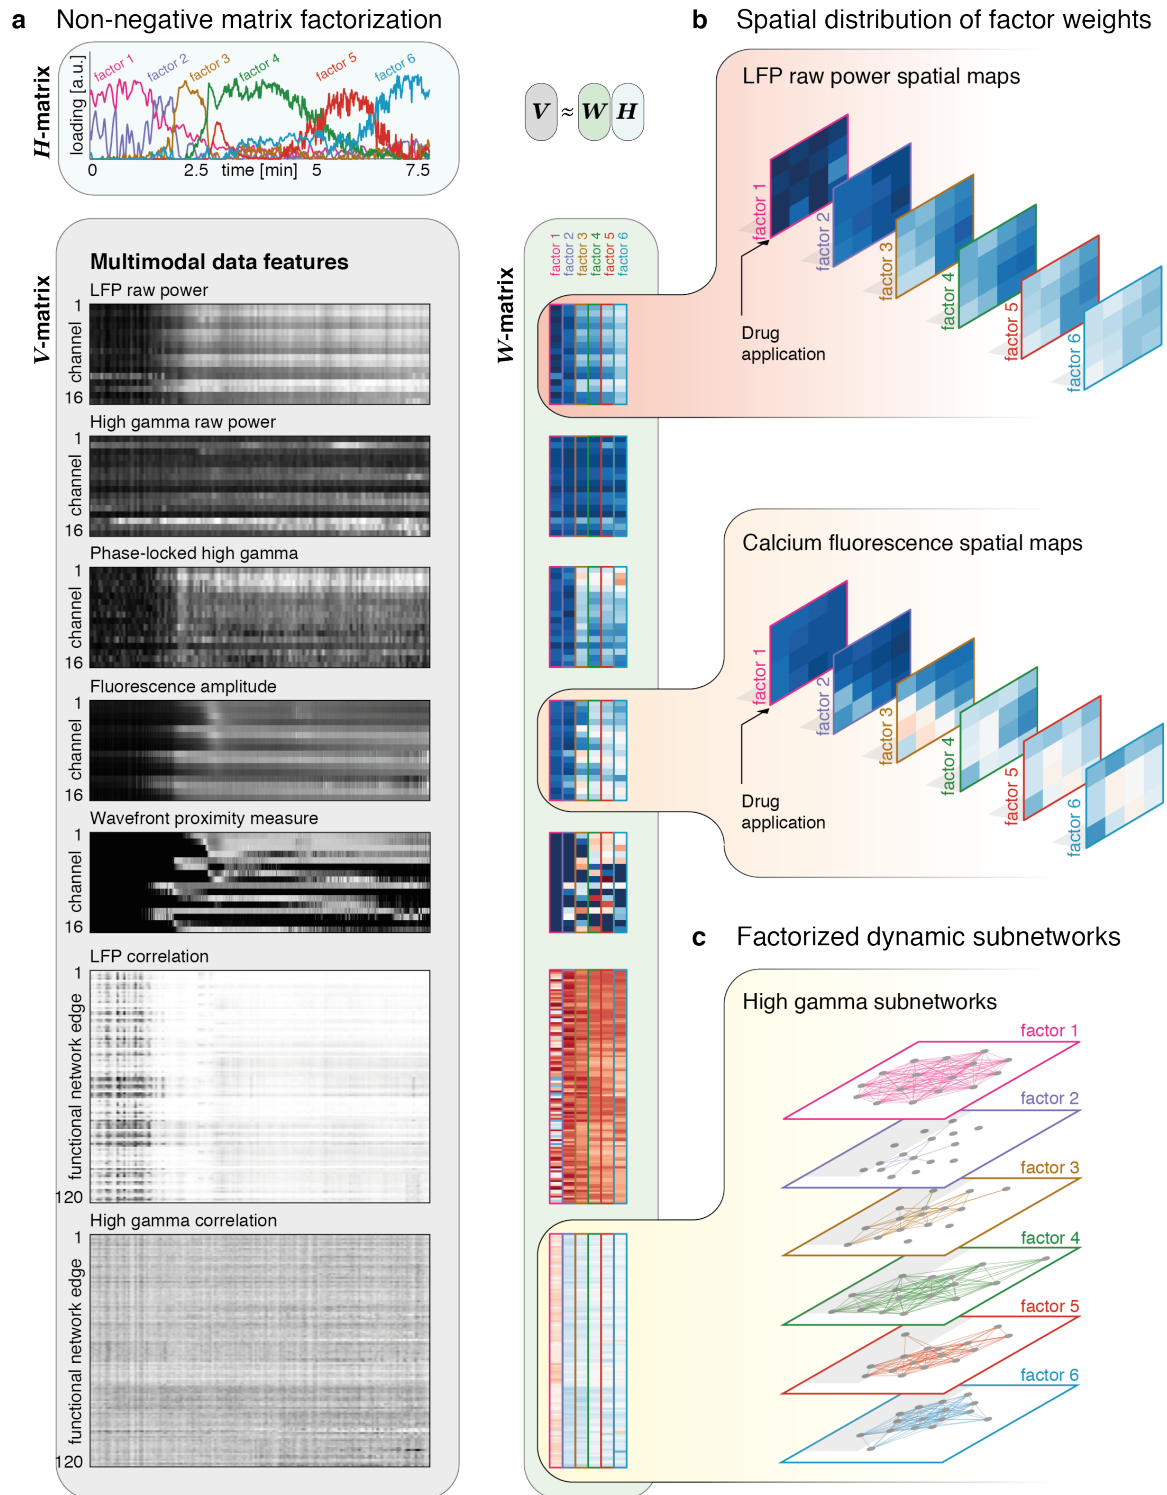 a Non-negative matrix factorization
H-matrix
loading [a.u.]
factor 1
factor 2
factor 3
factor 4
factor 5
factor 6
0 2.5 time [min] 5 7.5
V ≈ W H
V-matrix
Multimodal data features
LFP raw power
1
channel
16
High gamma raw power
1
channel
16
Phase-locked high gamma
1
channel
16
Fluorescence amplitude
1
channel
16
Wavefront proximity measure
1
channel
16
LFP correlation
1
functional network edge
120
High gamma correlation
1
functional network edge
120
W-matrix
factor 1
factor 2
factor 3
factor 4
factor 5
factor 6
b Spatial distribution of factor weights
LFP raw power spatial maps
factor 1
factor 2
factor 3
factor 4
factor 5
factor 6
Drug
application
Calcium fluorescence spatial maps
factor 1
factor 2
factor 3
factor 4
factor 5
factor 6
Drug
application
c Factorized dynamic subnetworks
High gamma subnetworks
factor 1
factor 2
factor 3
factor 4
factor 5
factor 6